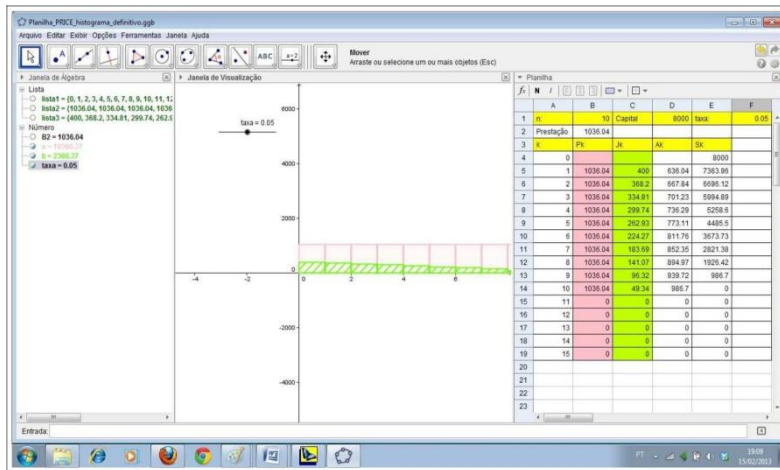 Planilha_PRICE_histograma_definitivo.ggb
Arquivo Editar Exibir Opções Ferramentas Janela Ajuda
ABC
a=2
Mover
Arraste ou selecione um ou mais objetos (Esc)
Janela de Álgebra
Lista
lista1 = {0, 1, 2, 3, 4, 5, 6, 7, 8, 9, 10, 11, 12
lista2 = {1036.04, 1036.04, 1036.04, 1036
lista3 = {400, 368.2, 334.81, 299.74, 262.9
Número
B2 = 1036.04
b = 2360.37
taxa = 0.05
Janela de Visualização
taxa = 0.05
6000
4000
2000
0
-2000
-4000
-4 -2 0 2 4 6
Planilha
N I
A B C D E F
1 n: 10 Capital 8000 taxa: 0.05
2 Prestação 1036.04
3 k Pk Jk Ak Sk
4 0 8000
5 1 1036.04 400 636.04 7363.96
6 2 1036.04 368.2 667.84 6696.12
7 3 1036.04 334.81 701.23 5994.89
8 4 1036.04 299.74 736.29 5258.6
9 5 1036.04 262.93 773.11 4485.5
10 6 1036.04 224.27 811.76 3673.73
11 7 1036.04 183.69 852.35 2821.38
12 8 1036.04 141.07 894.97 1926.42
13 9 1036.04 96.32 939.72 986.7
14 10 1036.04 49.34 986.7 0
15 11 0 0 0 0
16 12 0 0 0 0
17 13 0 0 0 0
18 14 0 0 0 0
19 15 0 0 0 0
20
21
22
23
Entrada:
PT
19:09
15/02/2013